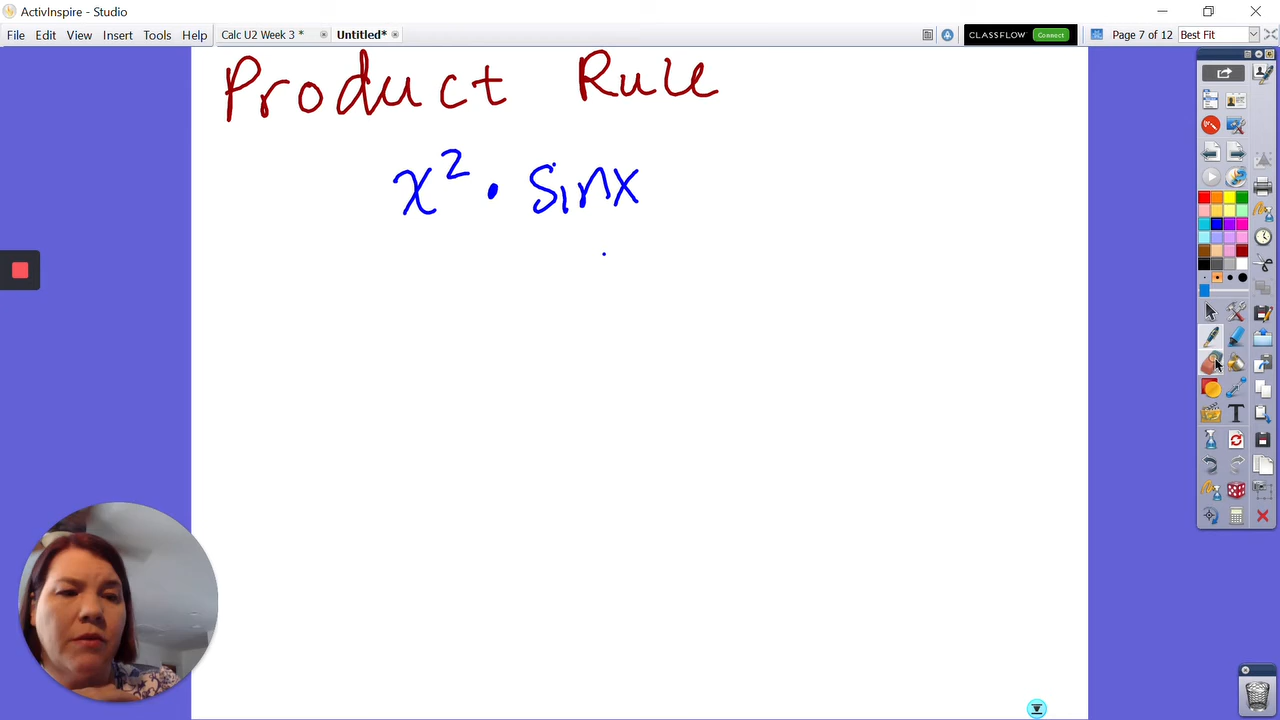 ActivInspire - Studio
File Edit View Insert Tools Help Calc U2 Week 3 * Untitled* CLASSFLOW Connect Page 7 of 12 Best Fit
Product Rule
x² · sinx
T